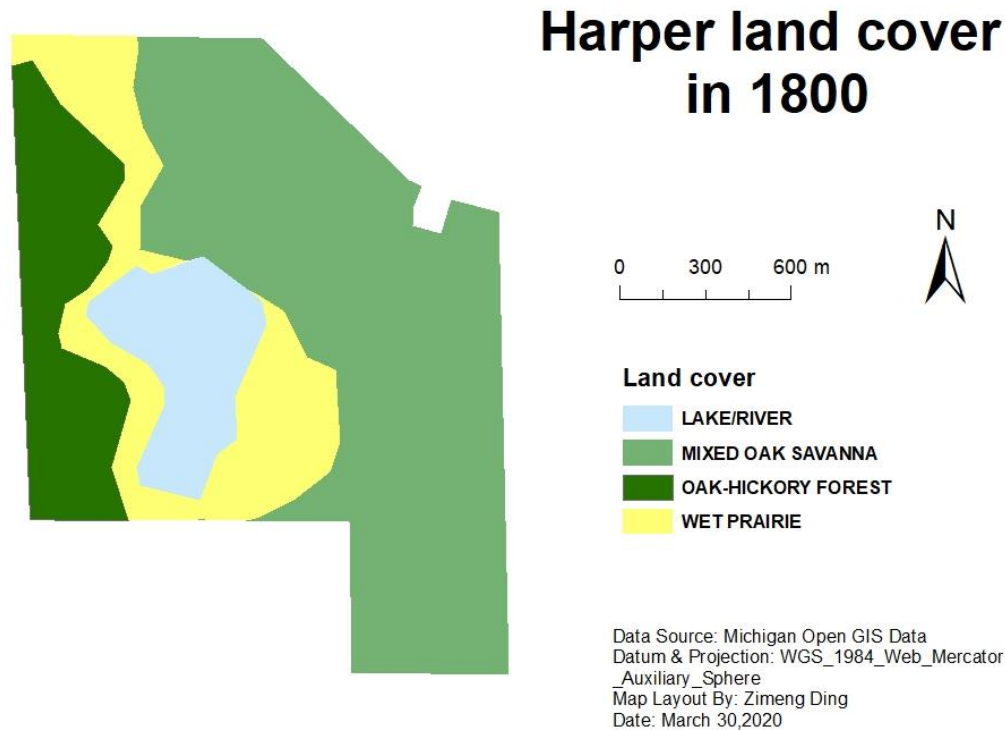 Harper land cover
in 1800
N
0 300 600 m
Land cover
LAKE/RIVER
MIXED OAK SAVANNA
OAK-HICKORY FOREST
WET PRAIRIE
Data Source: Michigan Open GIS Data
Datum & Projection: WGS_1984_Web_Mercator
_Auxiliary_Sphere
Map Layout By: Zimeng Ding
Date: March 30,2020